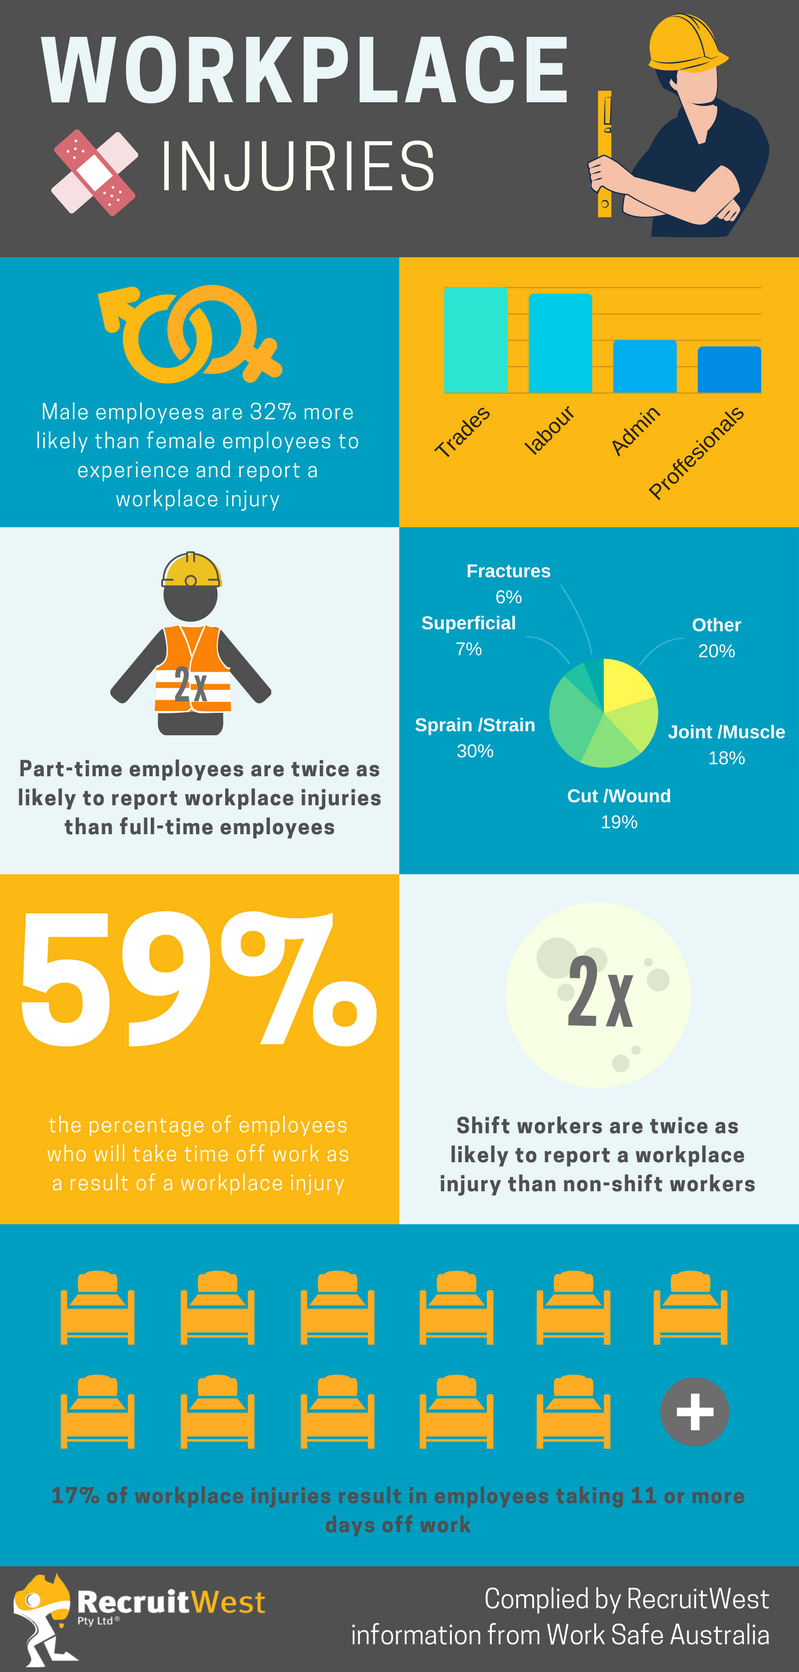 WORKPLACE
INJURIES
Male employees are 32% more
likely than female employees to
experience and report a
workplace injury
Trades
labour
Admin
Proffesionals
2x
Part-time employees are twice as
likely to report workplace injuries
than full-time employees
Fractures
6%
Superficial
7%
Other
20%
Sprain /Strain
30%
Joint /Muscle
18%
Cut /Wound
19%
59%
the percentage of employees
who will take time off work as
a result of a workplace injury
2x
Shift workers are twice as
likely to report a workplace
injury than non-shift workers
17% of workplace injuries result in employees taking 11 or more
days off work
RecruitWest
Pty Ltd®
Complied by RecruitWest
information from Work Safe Australia